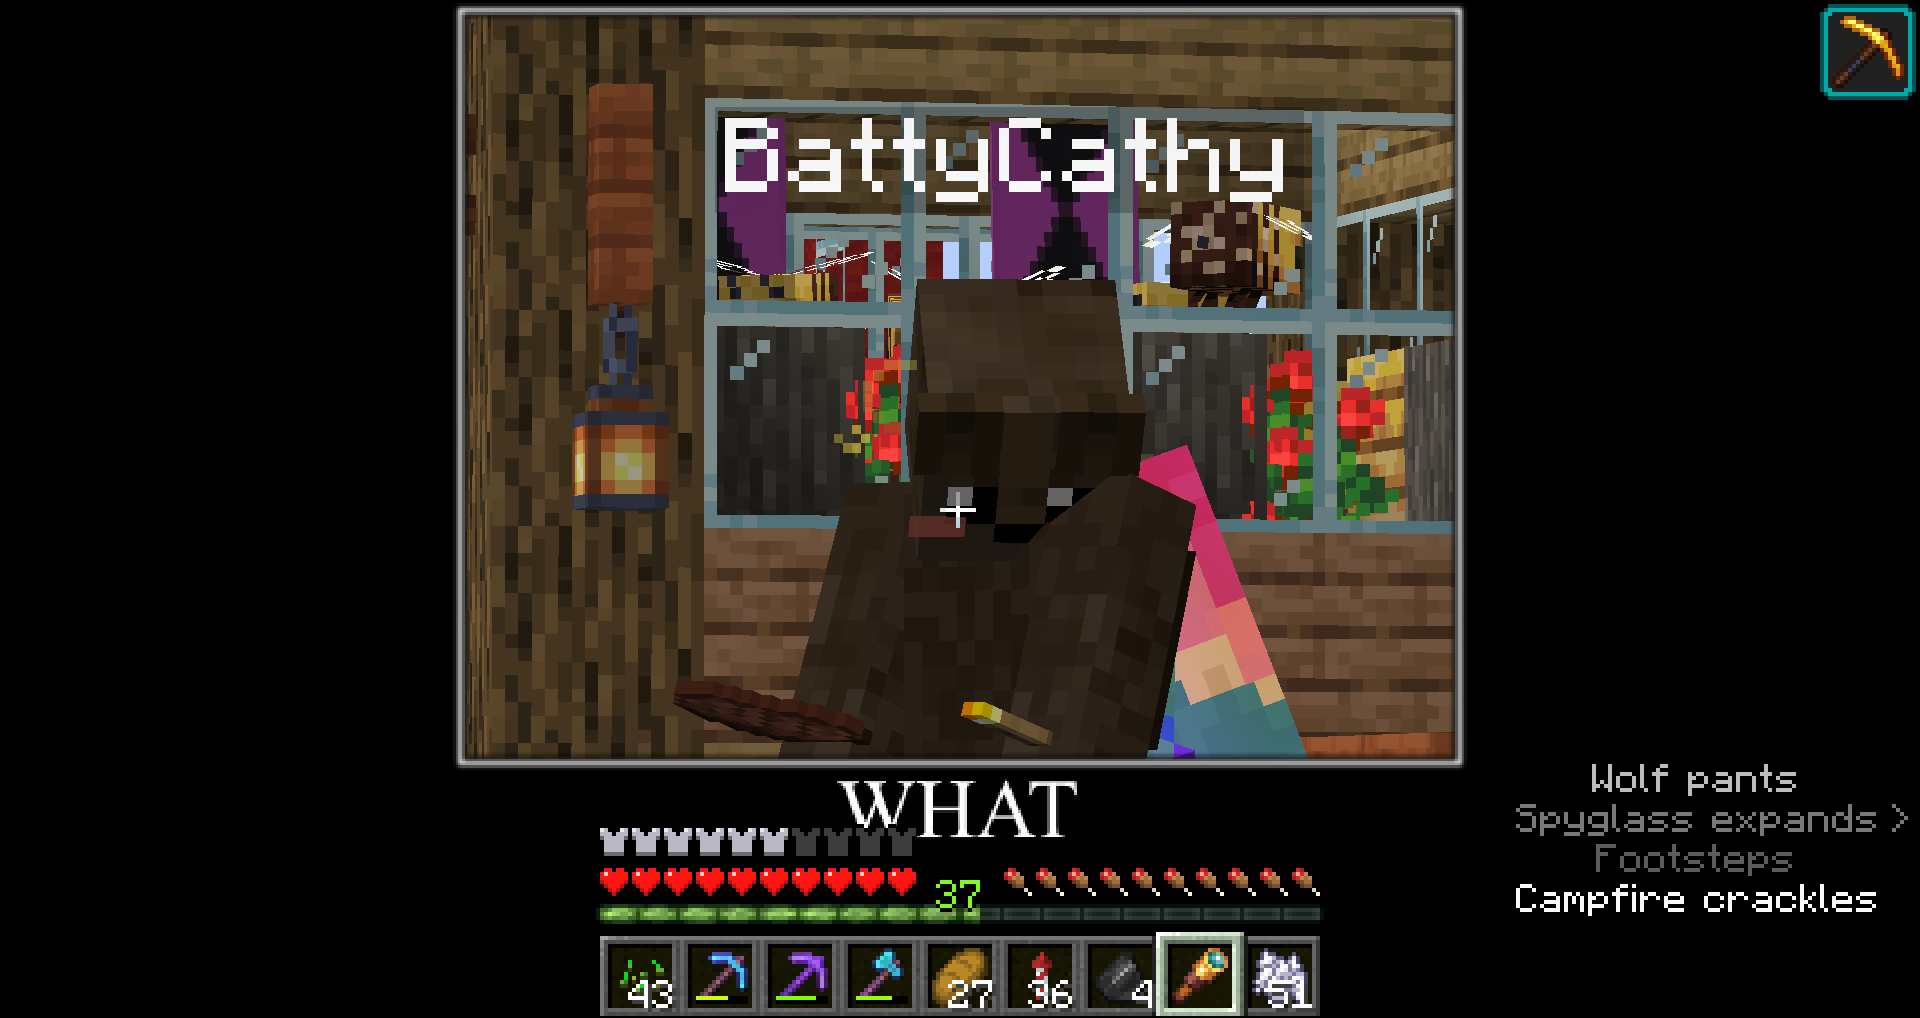 BattyCathy
WHAT
Wolf pants
Spyglass expands >
Footsteps
Campfire crackles
37
43
27
36
4
51